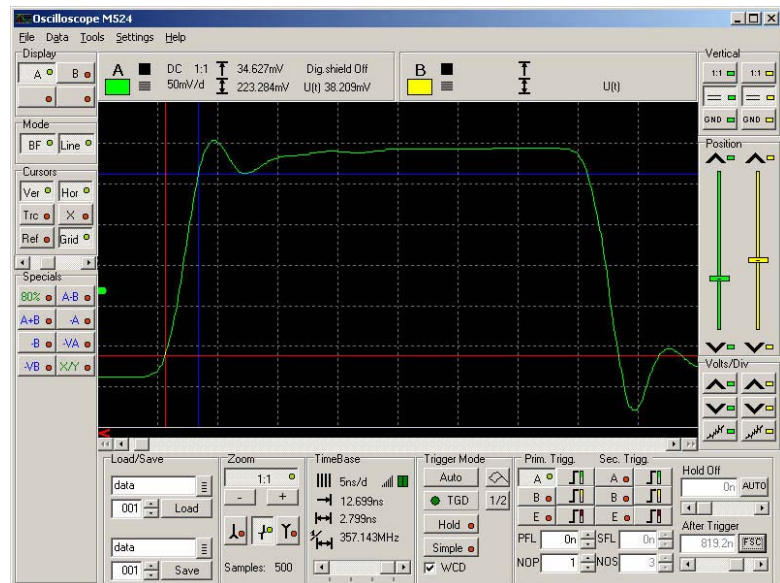 Oscilloscope M524
File Data Tools Settings Help
Display
A B
Mode
BF Line
Cursors
Ver Hor
Trc X
Ref Grid
Specials
80% A-B
A+B -A
-B -VA
-VB X/Y
A DC 1:1 34.627mV Dig.shield Off
50mV/d 223.284mV U(t) 38.209mV
B U(t)
Vertical
1:1 1:1
GND GND
Position
Volts/Div
Load/Save
data
001 Load
data
001 Save
Zoom
1:1
- +
Samples: 500
TimeBase
5ns/d
12.699ns
2.799ns
357.143MHz
Trigger Mode
Auto
TGD 1/2
Hold
Simple
WCD
Prim. Trigg. Sec. Trigg.
A A
B B
E E
PFL 0n SFL 0n
NOP 1 NOS 3
Hold Off
0n AUTO
After Trigger
819.2n FSC